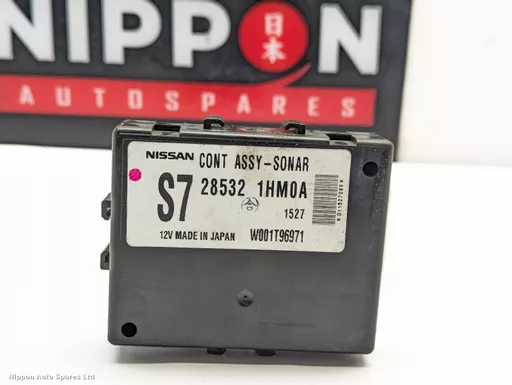 NIPPON
日本
AUTOSPARES
NISSAN CONT ASSY-SONAR
S7 28532 1HM0A
1527
12V MADE IN JAPAN W001T96971
Nippon Auto Spares Ltd